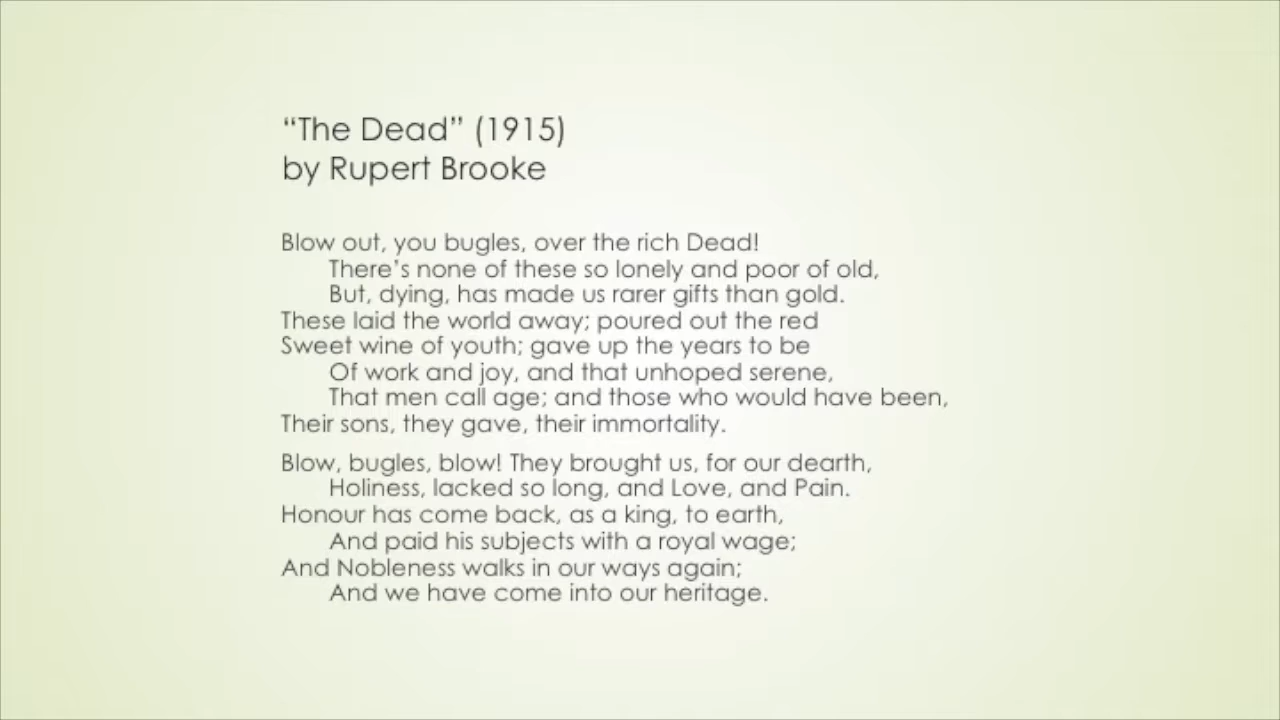 “The Dead” (1915)
by Rupert Brooke
Blow out, you bugles, over the rich Dead!
There’s none of these so lonely and poor of old,
But, dying, has made us rarer gifts than gold.
These laid the world away; poured out the red
Sweet wine of youth; gave up the years to be
Of work and joy, and that unhoped serene,
That men call age; and those who would have been,
Their sons, they gave, their immortality.
Blow, bugles, blow! They brought us, for our dearth,
Holiness, lacked so long, and Love, and Pain.
Honour has come back, as a king, to earth,
And paid his subjects with a royal wage;
And Nobleness walks in our ways again;
And we have come into our heritage.